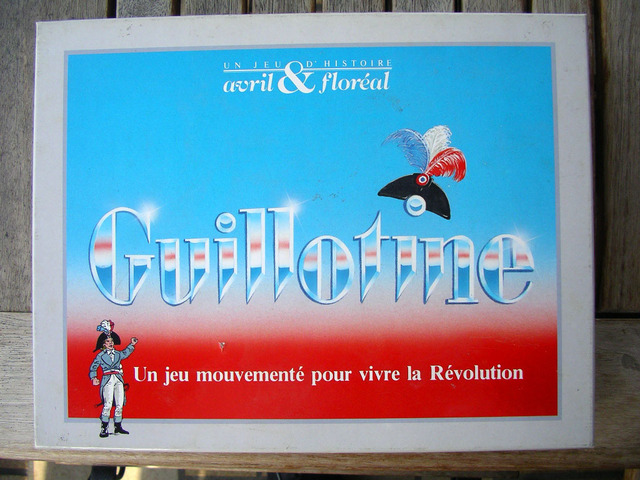 UN JEU D'HISTOIRE
avril & floréal
Guillotine
Un jeu mouvementé pour vivre la Révolution